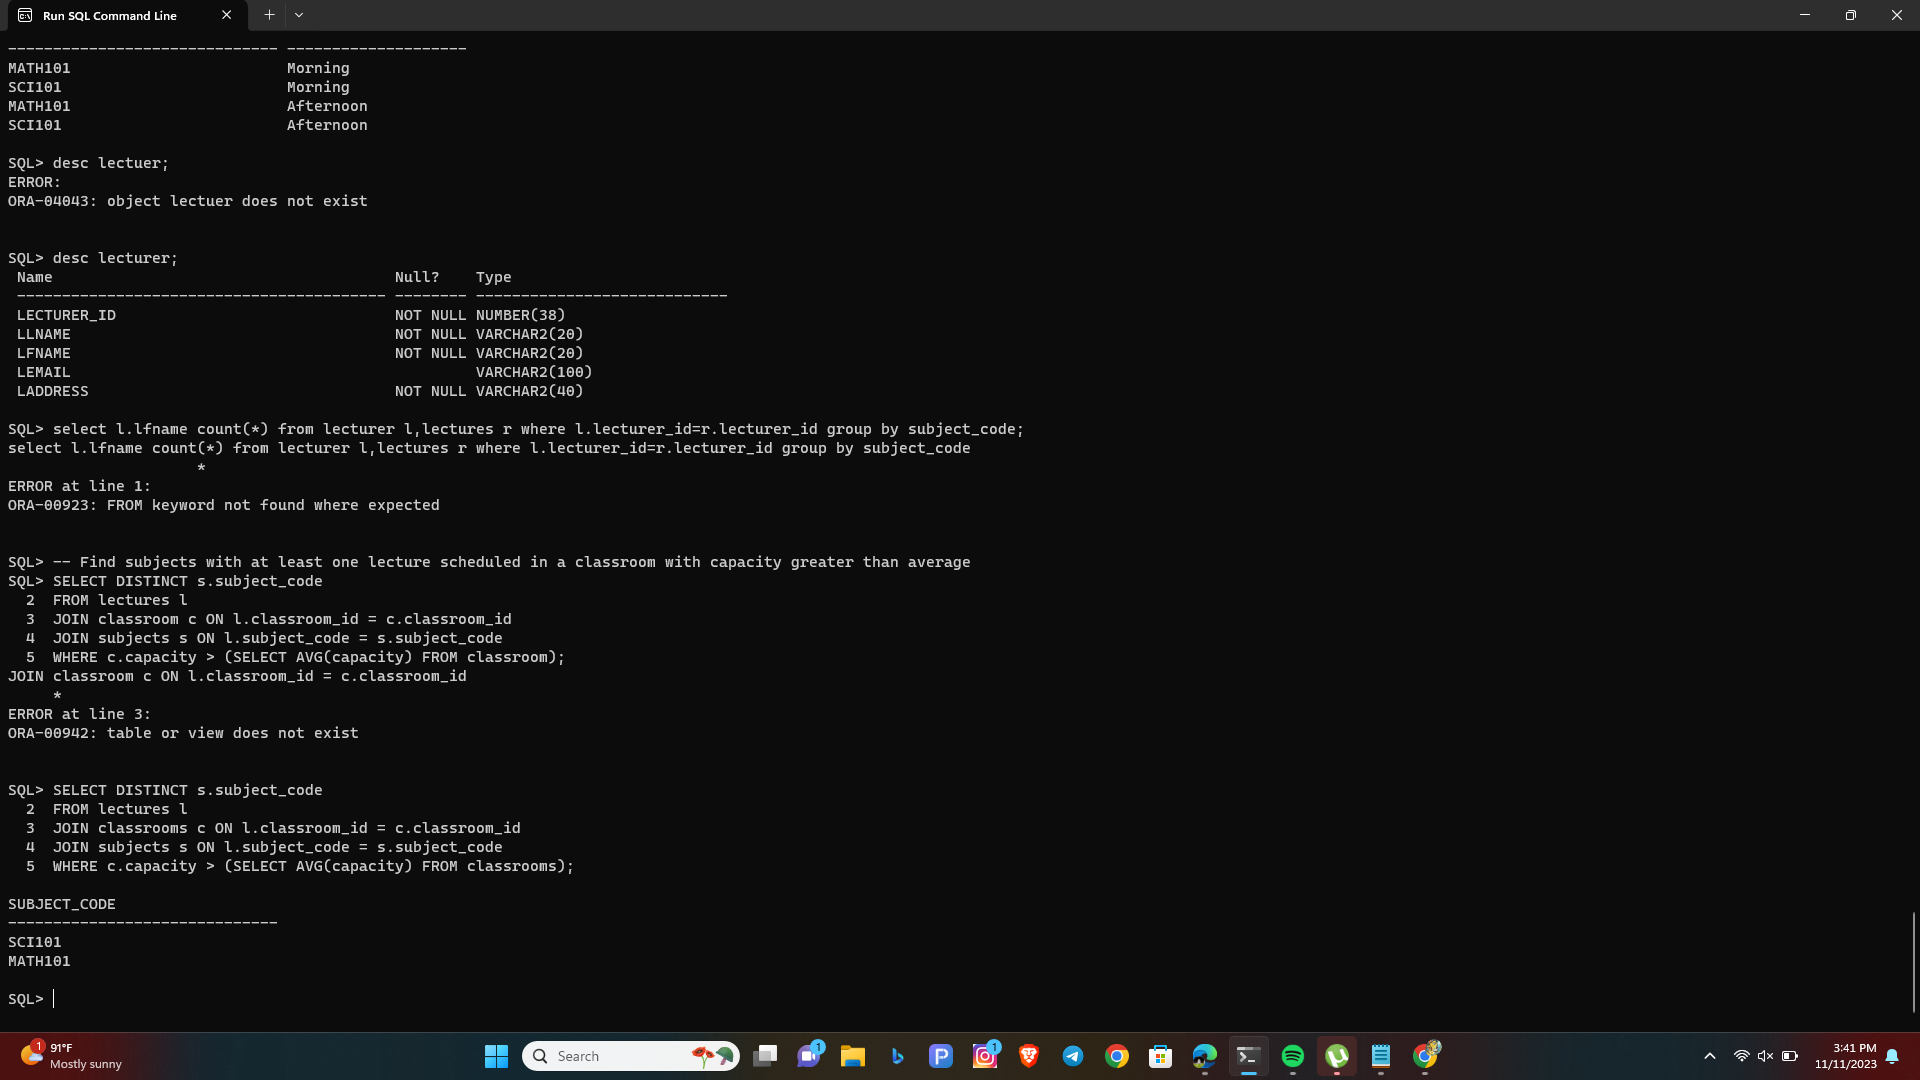 Run SQL Command Line
------------------------------ --------------------
MATH101                        Morning
SCI101                         Morning
MATH101                        Afternoon
SCI101                         Afternoon
SQL> desc lectuer;
ERROR:
ORA-04043: object lectuer does not exist
SQL> desc lecturer;
 Name                                      Null?    Type
 ----------------------------------------- -------- ----------------------------
 LECTURER_ID                               NOT NULL NUMBER(38)
 LLNAME                                    NOT NULL VARCHAR2(20)
 LFNAME                                    NOT NULL VARCHAR2(20)
 LEMAIL                                             VARCHAR2(100)
 LADDRESS                                  NOT NULL VARCHAR2(40)
SQL> select l.lfname count(*) from lecturer l,lectures r where l.lecturer_id=r.lecturer_id group by subject_code;
select l.lfname count(*) from lecturer l,lectures r where l.lecturer_id=r.lecturer_id group by subject_code
                     *
ERROR at line 1:
ORA-00923: FROM keyword not found where expected
SQL> -- Find subjects with at least one lecture scheduled in a classroom with capacity greater than average
SQL> SELECT DISTINCT s.subject_code
  2  FROM lectures l
  3  JOIN classroom c ON l.classroom_id = c.classroom_id
  4  JOIN subjects s ON l.subject_code = s.subject_code
  5  WHERE c.capacity > (SELECT AVG(capacity) FROM classroom);
JOIN classroom c ON l.classroom_id = c.classroom_id
     *
ERROR at line 3:
ORA-00942: table or view does not exist
SQL> SELECT DISTINCT s.subject_code
  2  FROM lectures l
  3  JOIN classrooms c ON l.classroom_id = c.classroom_id
  4  JOIN subjects s ON l.subject_code = s.subject_code
  5  WHERE c.capacity > (SELECT AVG(capacity) FROM classrooms);
SUBJECT_CODE
------------------------------
SCI101
MATH101
SQL>
1
91°F
Mostly sunny
Search
1
1
3:41 PM
11/11/2023